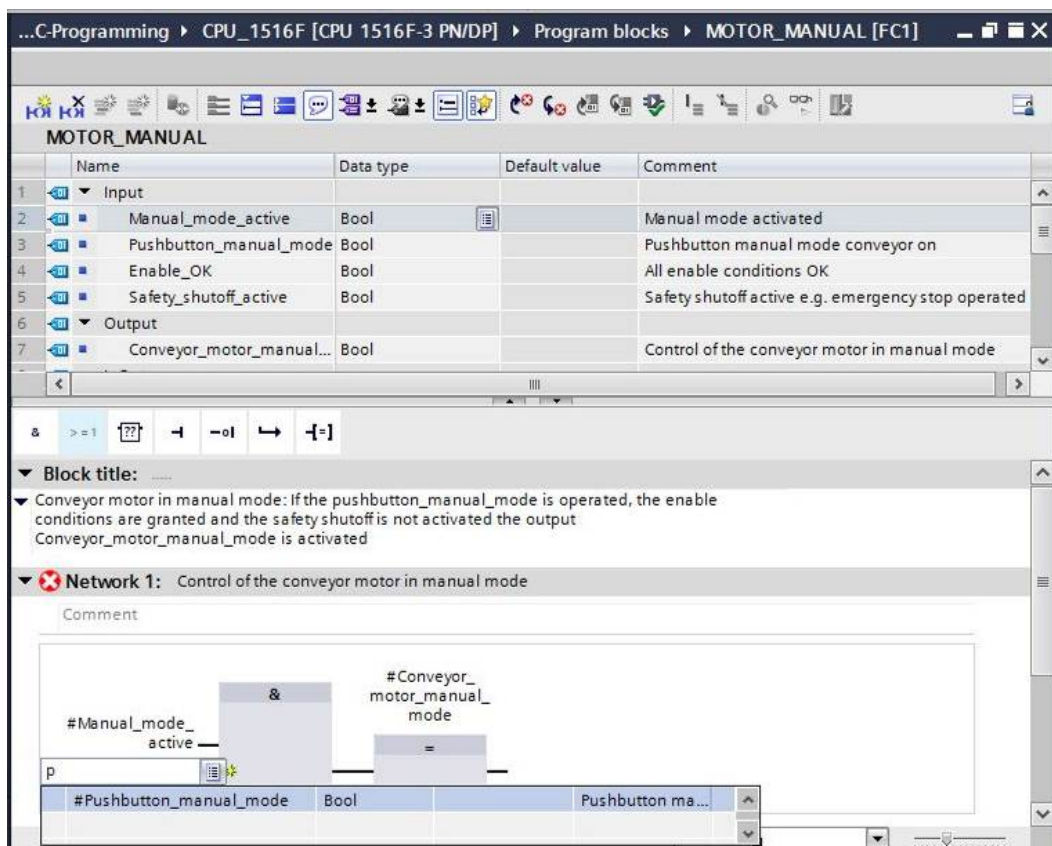 ...C-Programming ▸ CPU_1516F [CPU 1516F-3 PN/DP] ▸ Program blocks ▸ MOTOR_MANUAL [FC1]
MOTOR_MANUAL
Name Data type Default value Comment
1 Input
2 Manual_mode_active Bool Manual mode activated
3 Pushbutton_manual_mode Bool Pushbutton manual mode conveyor on
4 Enable_OK Bool All enable conditions OK
5 Safety_shutoff_active Bool Safety shutoff active e.g. emergency stop operated
6 Output
7 Conveyor_motor_manual... Bool Control of the conveyor motor in manual mode
& >=1 ?? -| -o| -[=]
Block title: .....
Conveyor motor in manual mode: If the pushbutton_manual_mode is operated, the enable
conditions are granted and the safety shutoff is not activated the output
Conveyor_motor_manual_mode is activated
Network 1: Control of the conveyor motor in manual mode
Comment
#Conveyor_
motor_manual_
mode
&
#Manual_mode_
active
=
p
#Pushbutton_manual_mode Bool Pushbutton ma...